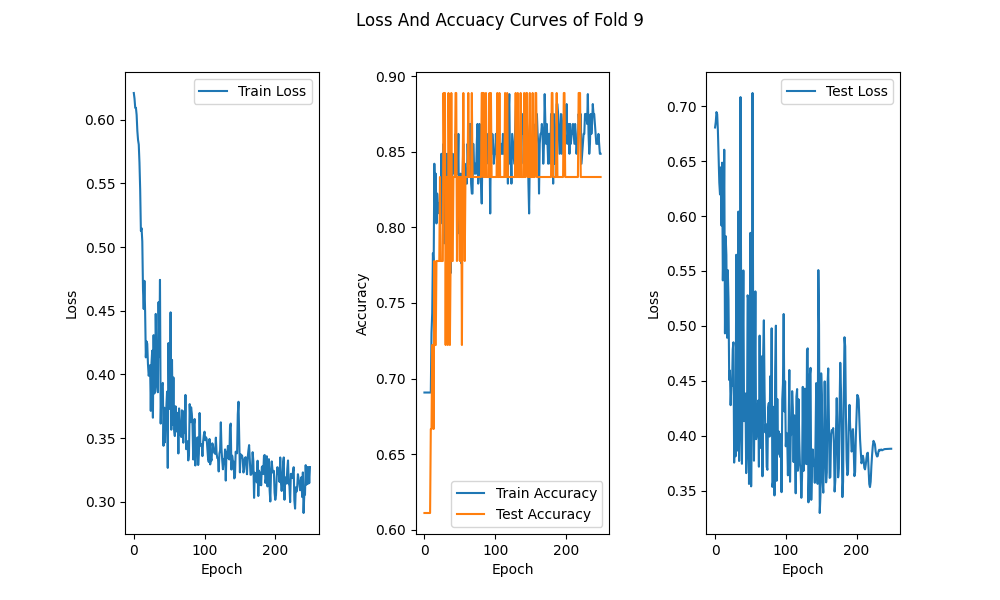 Loss And Accuacy Curves of Fold 9
Train Loss
0.60
0.55
0.50
0.45
0.40
0.35
0.30
Loss
0 100 200
Epoch
0.90
0.85
0.80
0.75
0.70
0.65
0.60
Accuracy
Train Accuracy
Test Accuracy
0 100 200
Epoch
Test Loss
0.70
0.65
0.60
0.55
0.50
0.45
0.40
0.35
Loss
0 100 200
Epoch